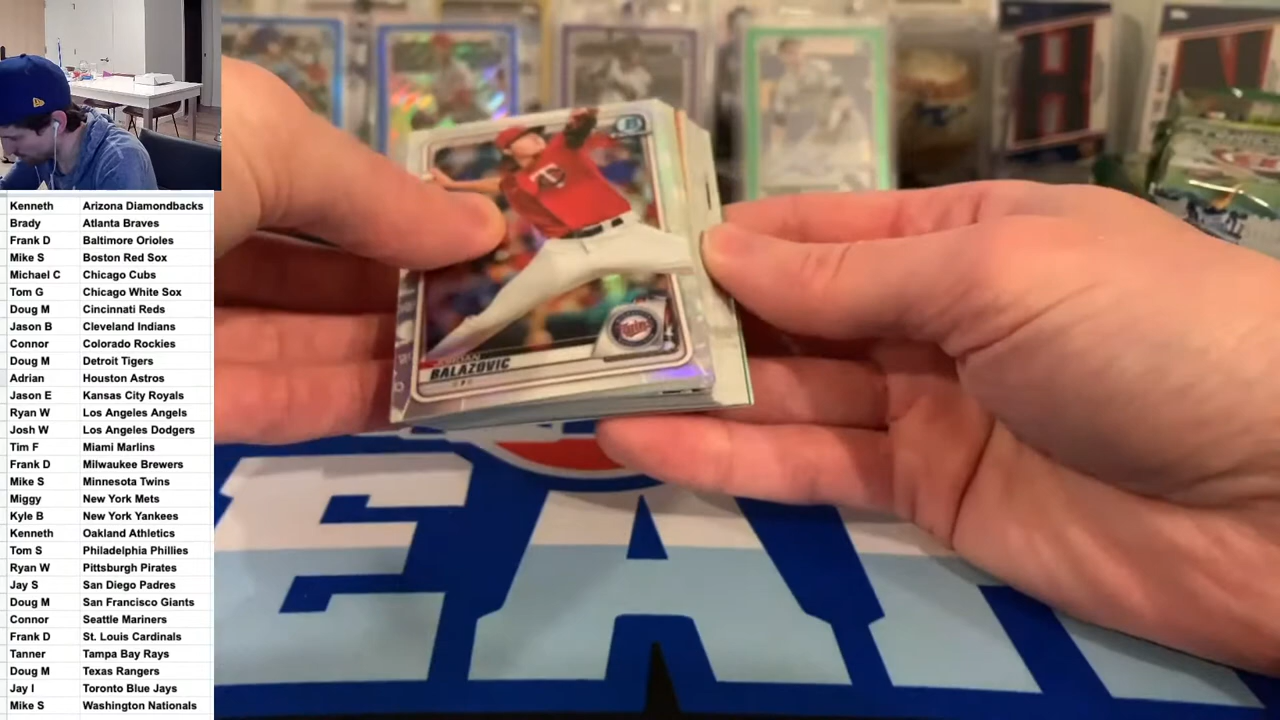 Kenneth Arizona Diamondbacks
Brady Atlanta Braves
Frank D Baltimore Orioles
Mike S Boston Red Sox
Michael C Chicago Cubs
Tom G Chicago White Sox
Doug M Cincinnati Reds
Jason B Cleveland Indians
Connor Colorado Rockies
Doug M Detroit Tigers
Adrian Houston Astros
Jason E Kansas City Royals
Ryan W Los Angeles Angels
Josh W Los Angeles Dodgers
Tim F Miami Marlins
Frank D Milwaukee Brewers
Mike S Minnesota Twins
Miggy New York Mets
Kyle B New York Yankees
Kenneth Oakland Athletics
Tom S Philadelphia Phillies
Ryan W Pittsburgh Pirates
Jay S San Diego Padres
Doug M San Francisco Giants
Connor Seattle Mariners
Frank D St. Louis Cardinals
Tanner Tampa Bay Rays
Doug M Texas Rangers
Jay I Toronto Blue Jays
Mike S Washington Nationals
T
Twins
BALAZOVIC
H
EA